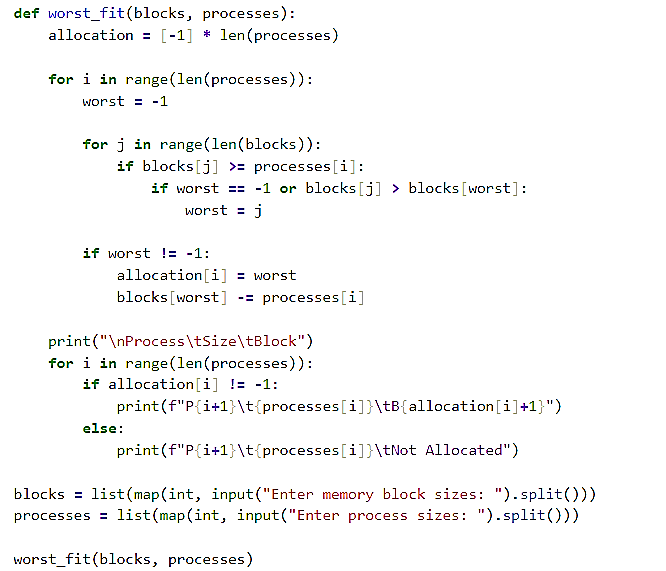 def worst_fit(blocks, processes):
    allocation = [-1] * len(processes)

    for i in range(len(processes)):
        worst = -1

        for j in range(len(blocks)):
            if blocks[j] >= processes[i]:
                if worst == -1 or blocks[j] > blocks[worst]:
                    worst = j

        if worst != -1:
            allocation[i] = worst
            blocks[worst] -= processes[i]

    print("\nProcess\tSize\tBlock")
    for i in range(len(processes)):
        if allocation[i] != -1:
            print(f"P{i+1}\t{processes[i]}\tB{allocation[i]+1}")
        else:
            print(f"P{i+1}\t{processes[i]}\tNot Allocated")

blocks = list(map(int, input("Enter memory block sizes: ").split()))
processes = list(map(int, input("Enter process sizes: ").split()))

worst_fit(blocks, processes)